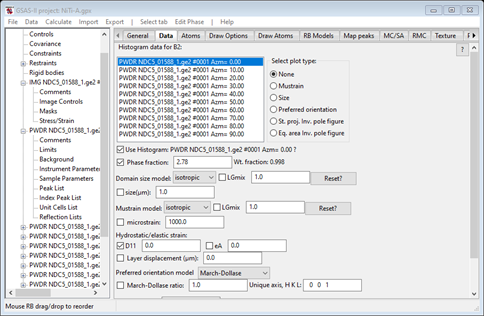 GSAS-II project: NiTi- A.gpx
File Data Calculate Import Export | Select tab Edit Phase | Help
Controls
Covariance
Constraints
Restraints
Rigid bodies
IMG NDC5_01588_1.ge2 #
Comments
Image Controls
Masks
Stress/Strain
PWDR NDC5_01588_1.ge2
Comments
Limits
Background
Instrument Parameter
Sample Parameters
Peak List
Index Peak List
Unit Cells List
Reflection Lists
PWDR NDC5_01588_1.ge2
PWDR NDC5_01588_1.ge2
PWDR NDC5_01588_1.ge2
PWDR NDC5_01588_1.ge2
PWDR NDC5_01588_1.ge2
PWDR NDC5_01588_1.ge2
Mouse RB drag/drop to reorder
General Data Atoms Draw Options Draw Atoms RB Models Map peaks MC/SA RMC Texture
Histogram data for B2:
?
PWDR NDC5_01588_1.ge2 #0001 Azm= 0.00
PWDR NDC5_01588_1.ge2 #0001 Azm= 10.00
PWDR NDC5_01588_1.ge2 #0001 Azm= 20.00
PWDR NDC5_01588_1.ge2 #0001 Azm= 30.00
PWDR NDC5_01588_1.ge2 #0001 Azm= 40.00
PWDR NDC5_01588_1.ge2 #0001 Azm= 50.00
PWDR NDC5_01588_1.ge2 #0001 Azm= 60.00
PWDR NDC5_01588_1.ge2 #0001 Azm= 70.00
PWDR NDC5_01588_1.ge2 #0001 Azm= 80.00
PWDR NDC5_01588_1.ge2 #0001 Azm= 90.00
Select plot type:
None
Mustrain
Size
Preferred orientation
St. proj. Inv. pole figure
Eq. area Inv. pole figure
Use Histogram: PWDR NDC5_01588_1.ge2 #0001 Azm= 0.00 ?
Phase fraction: 2.78 Wt. fraction: 0.998
Domain size model: isotropic LGmix 1.0 Reset?
size(μm): 1.0
Mustrain model: isotropic LGmix 1.0 Reset?
microstrain: 1000.0
Hydrostatic/elastic strain:
D11 0.0 eA 0.0
Layer displacement (μm): 0.0
Preferred orientation model March-Dollase
March-Dollase ratio: 1.0 Unique axis, H K L: 0 0 1